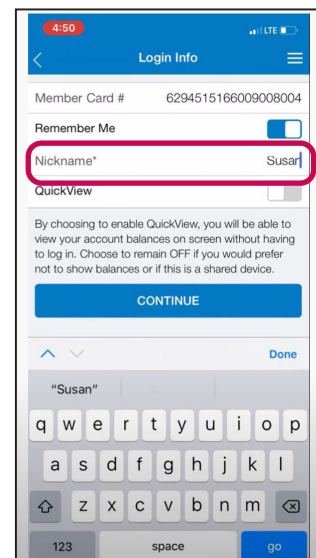 4:50
LTE
Login Info
Member Card # 6294515166009008004
Remember Me
Nickname* Susan
QuickView
By choosing to enable QuickView, you will be able to
view your account balances on screen without having
to log in. Choose to remain OFF if you would prefer
not to show balances or if this is a shared device.
CONTINUE
Done
"Susan"
q w e r t y u i o p
a s d f g h j k l
z x c v b n m
123 space go